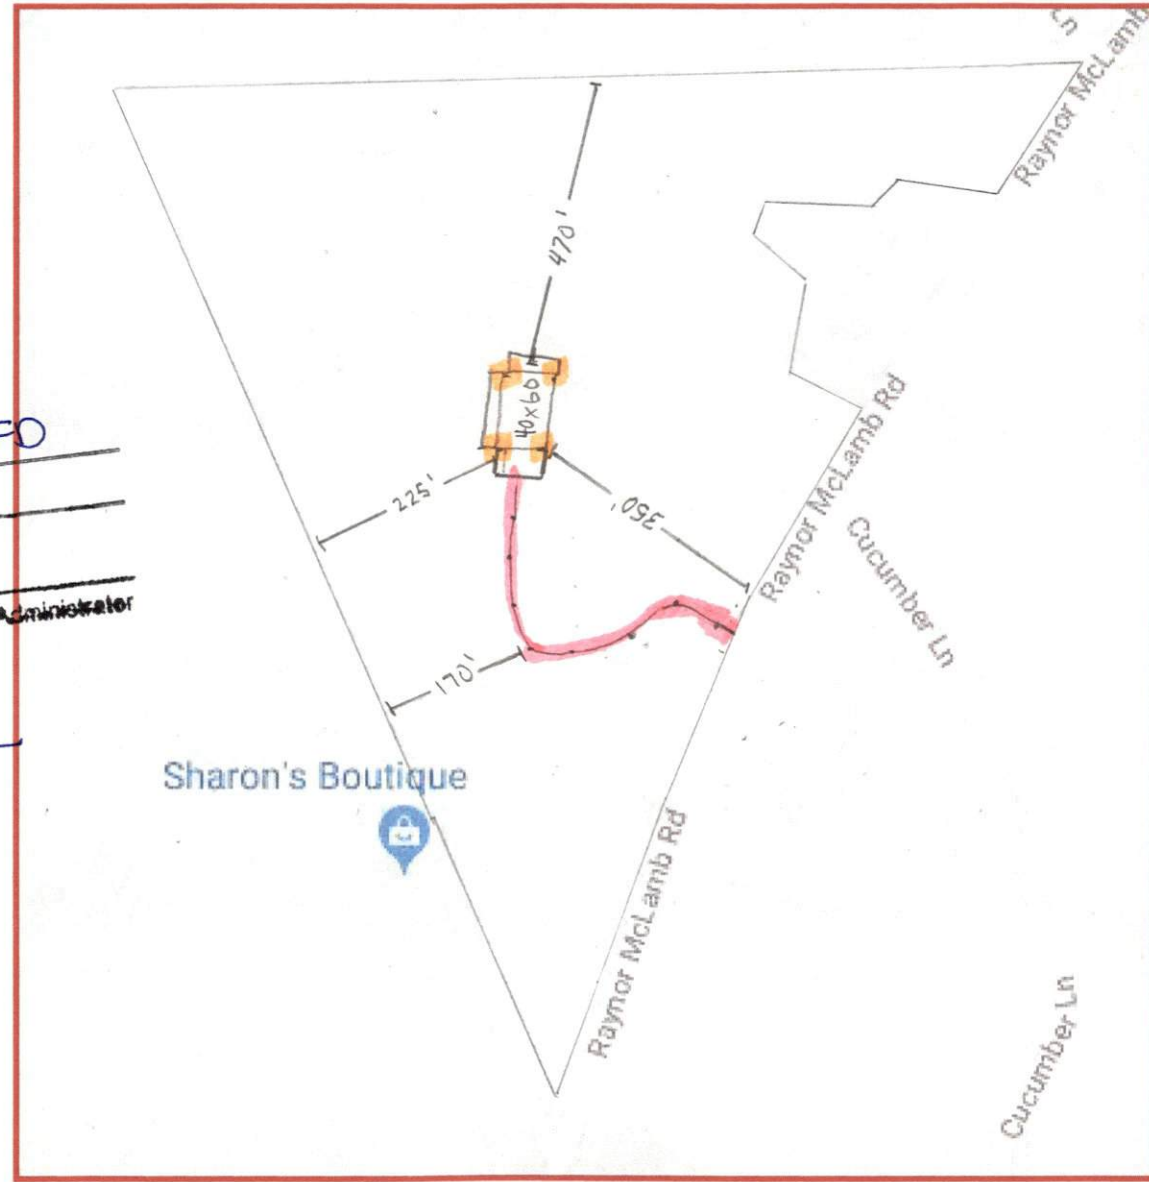 Raynor McLamb
470'
40x60
225'
350'
Raynor McLamb Rd
Cucumber Ln
Administrator
170'
Sharon's Boutique
Raynor McLamb Rd
Cucumber Ln